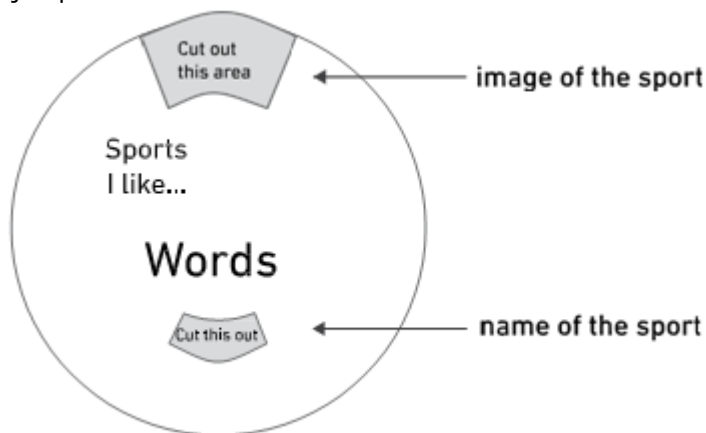 Cut out
this area
image of the sport
Sports
I like...
Words
Cut this out
name of the sport